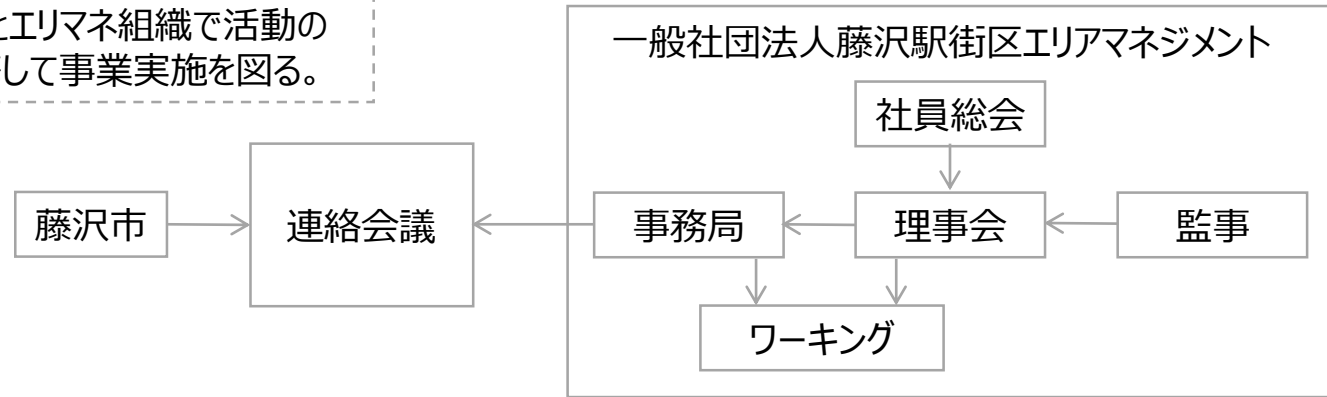 とエリマネ組織で活動の
して事業実施を図る。
一般社団法人藤沢駅街区エリアマネジメント
社員総会
藤沢市
連絡会議
事務局
理事会
監事
ワーキング